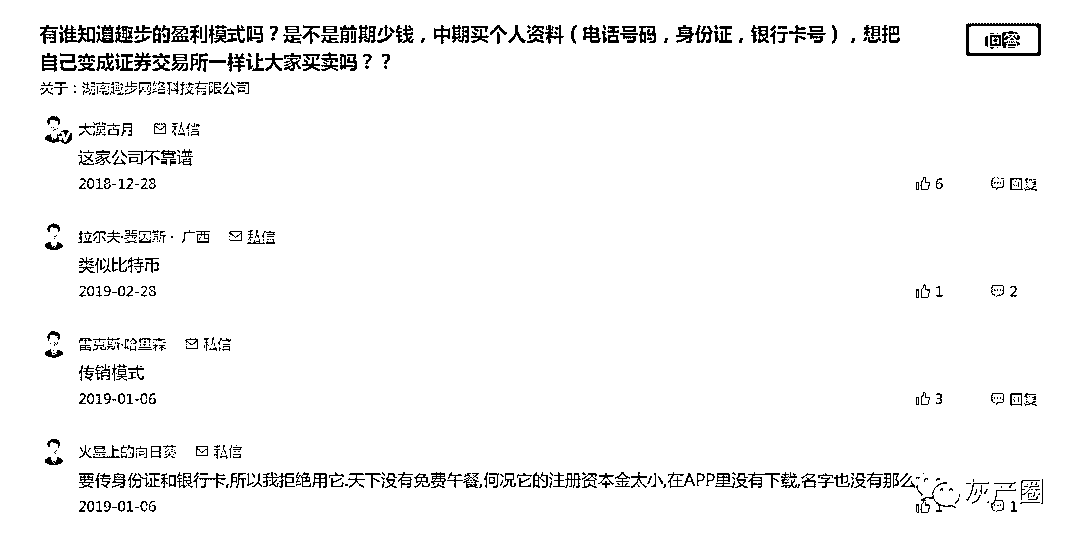 有谁知道趣步的盈利模式吗？是不是前期少钱，中期买个人资料（电话号码，身份证，银行卡号），想把
自己变成证券交易所一样让大家买卖吗？？
回答
关于：湖南趣步网络科技有限公司
大漠古月 私信
这家公司不靠谱
2018-12-28 6 回复
拉尔夫·费因斯· 广西 私信
类似比特币
2019-02-28 1 2
雷克斯·哈里森 私信
传销模式
2019-01-06 3 回复
火星上的向日葵 私信
要传身份证和银行卡,所以我拒绝用它.天下没有免费午餐,何况它的注册资本金太小,在APP里没有下载,名字也没有那么
2019-01-06 1 1
灰产圈